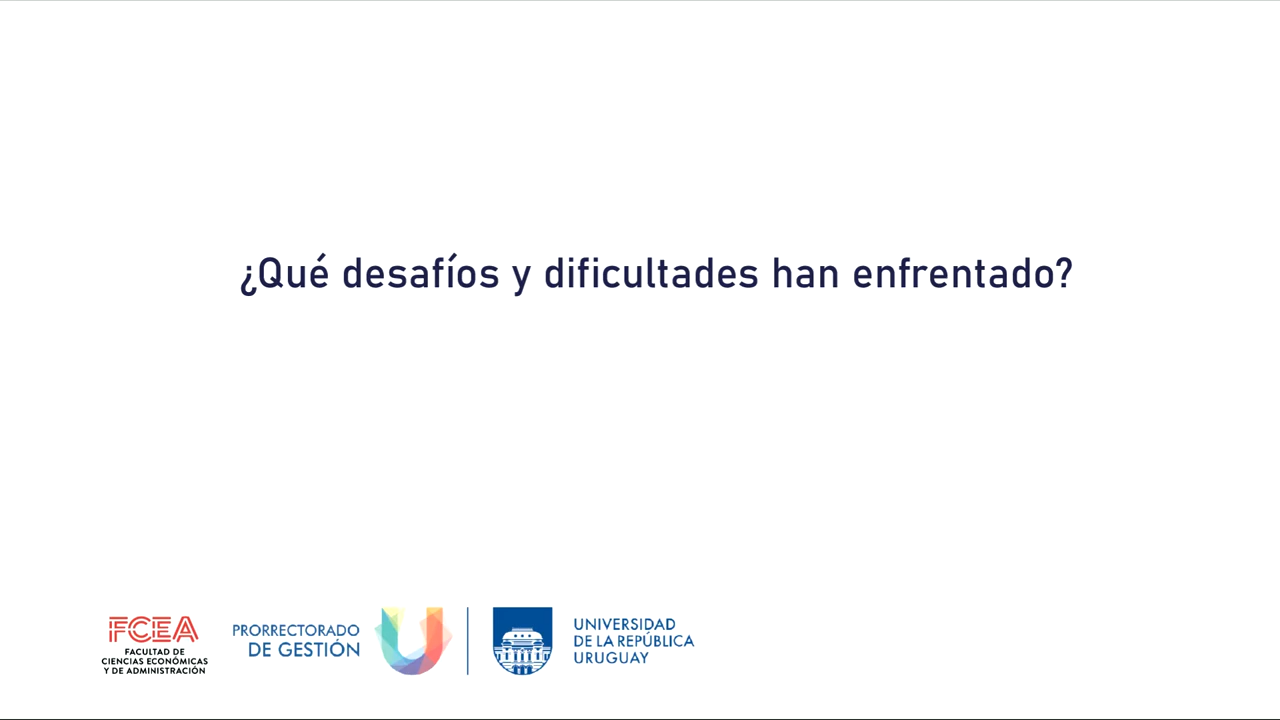 ¿Qué desafíos y dificultades han enfrentado?
FCEA
FACULTAD DE
CIENCIAS ECONÓMICAS
Y DE ADMINISTRACIÓN
PRORRECTORADO
DE GESTIÓN
UNIVERSIDAD
DE LA REPÚBLICA
URUGUAY